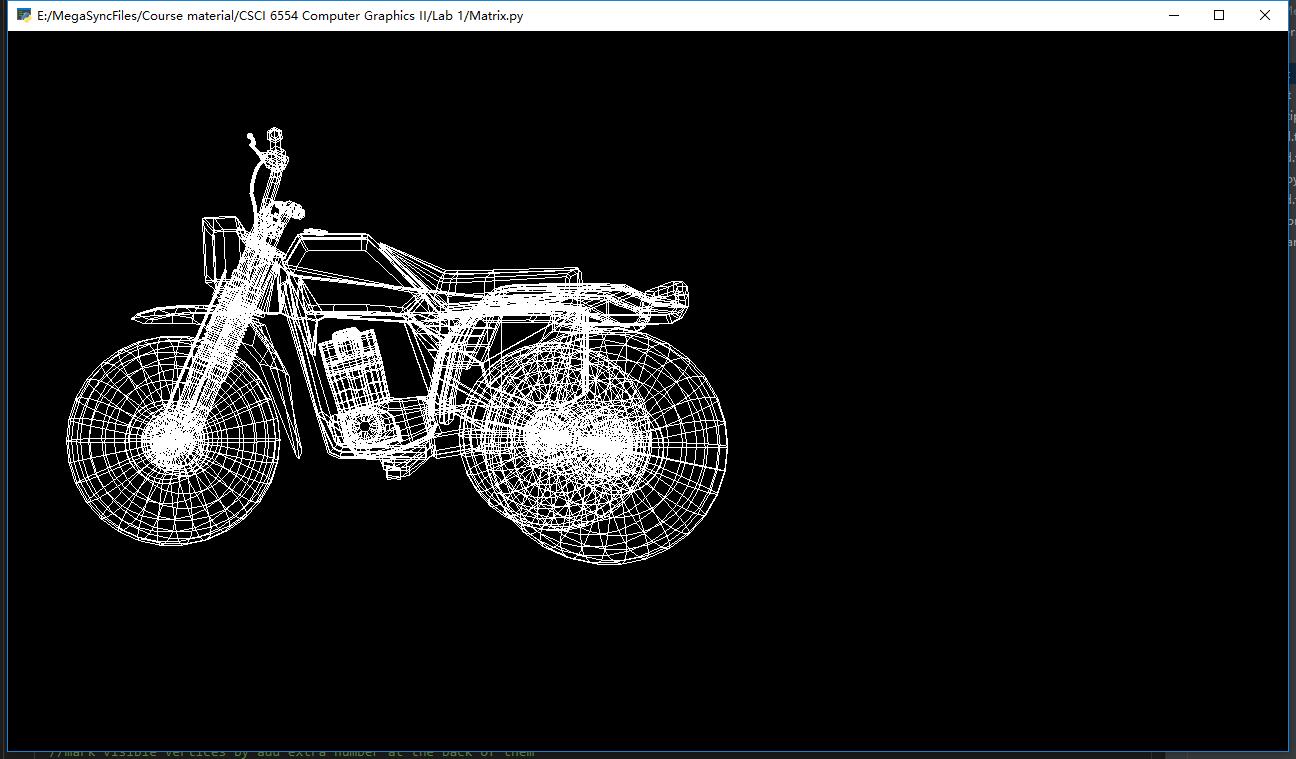 E:/MegaSyncFiles/Course material/CSCI 6554 Computer Graphics II/Lab 1/Matrix.py
//mark visible vertices by add extra number at the back of them